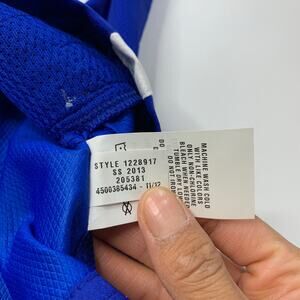 STYLE 1228917
SS 2013
205381
4500385434 - 11/12
MACHINE WASH COLD
WITH LIKE COLORS
ONLY NON-CHLORINE
BLEACH WHEN NEEDED
TUMBLE DRY LOW
DO NOT